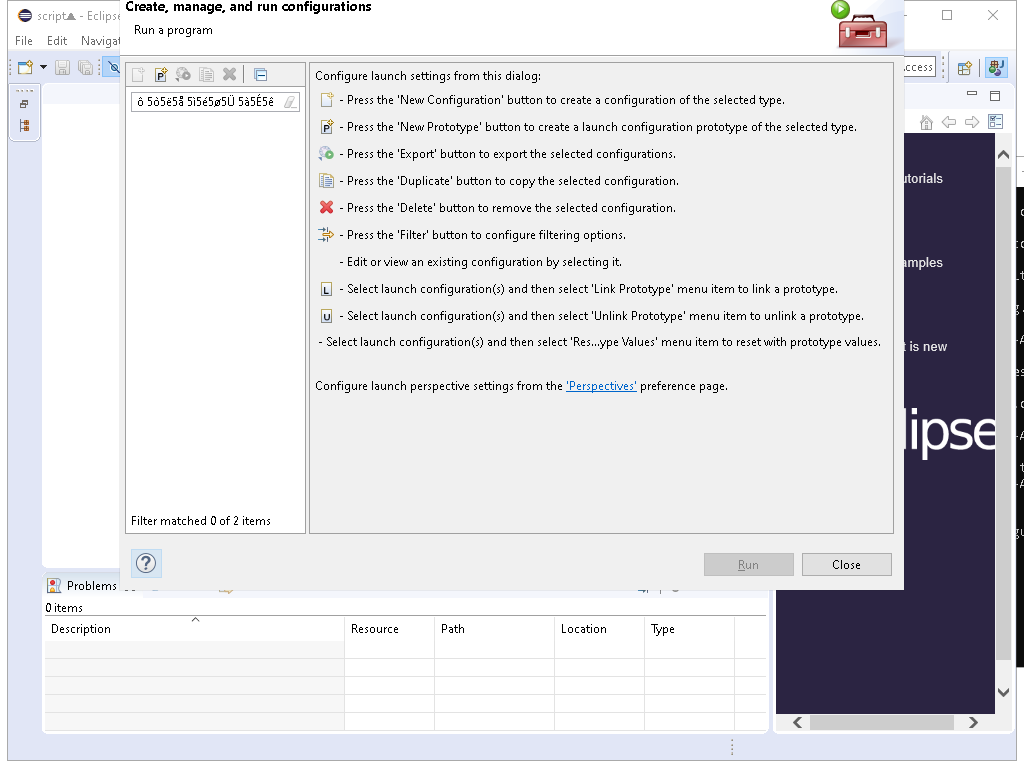 script - Eclipse
Create, manage, and run configurations
Run a program
File Edit Navigat
ccess
ô 5ò5ë5å 5ì5é5ø5Ü 5à5É5ê
Configure launch settings from this dialog:
- Press the 'New Configuration' button to create a configuration of the selected type.
P - Press the 'New Prototype' button to create a launch configuration prototype of the selected type.
- Press the 'Export' button to export the selected configurations.
- Press the 'Duplicate' button to copy the selected configuration.
- Press the 'Delete' button to remove the selected configuration.
- Press the 'Filter' button to configure filtering options.
- Edit or view an existing configuration by selecting it.
L - Select launch configuration(s) and then select 'Link Prototype' menu item to link a prototype.
U - Select launch configuration(s) and then select 'Unlink Prototype' menu item to unlink a prototype.
- Select launch configuration(s) and then select 'Res...ype Values' menu item to reset with prototype values.
Configure launch perspective settings from the 'Perspectives' preference page.
Filter matched 0 of 2 items
? Run Close
utorials
amples
t is new
lipse
Problems
0 items
Description Resource Path Location Type